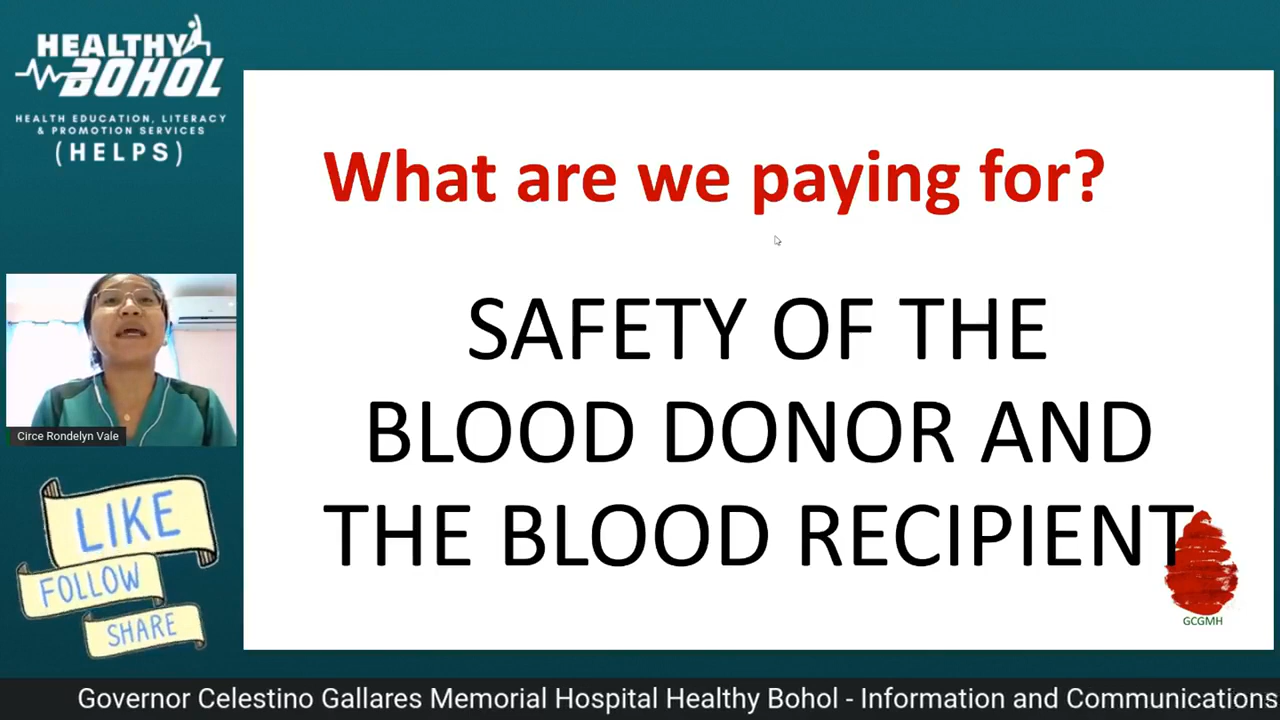 HEALTHY
BOHOL
HEALTH EDUCATION, LITERACY
& PROMOTION SERVICES
(HELPS)
What are we paying for?
SAFETY OF THE
BLOOD DONOR AND
THE BLOOD RECIPIENT
GCGMH
Circe Rondelyn Vale
LIKE
FOLLOW
SHARE
Governor Celestino Gallares Memorial Hospital Healthy Bohol - Information and Communications